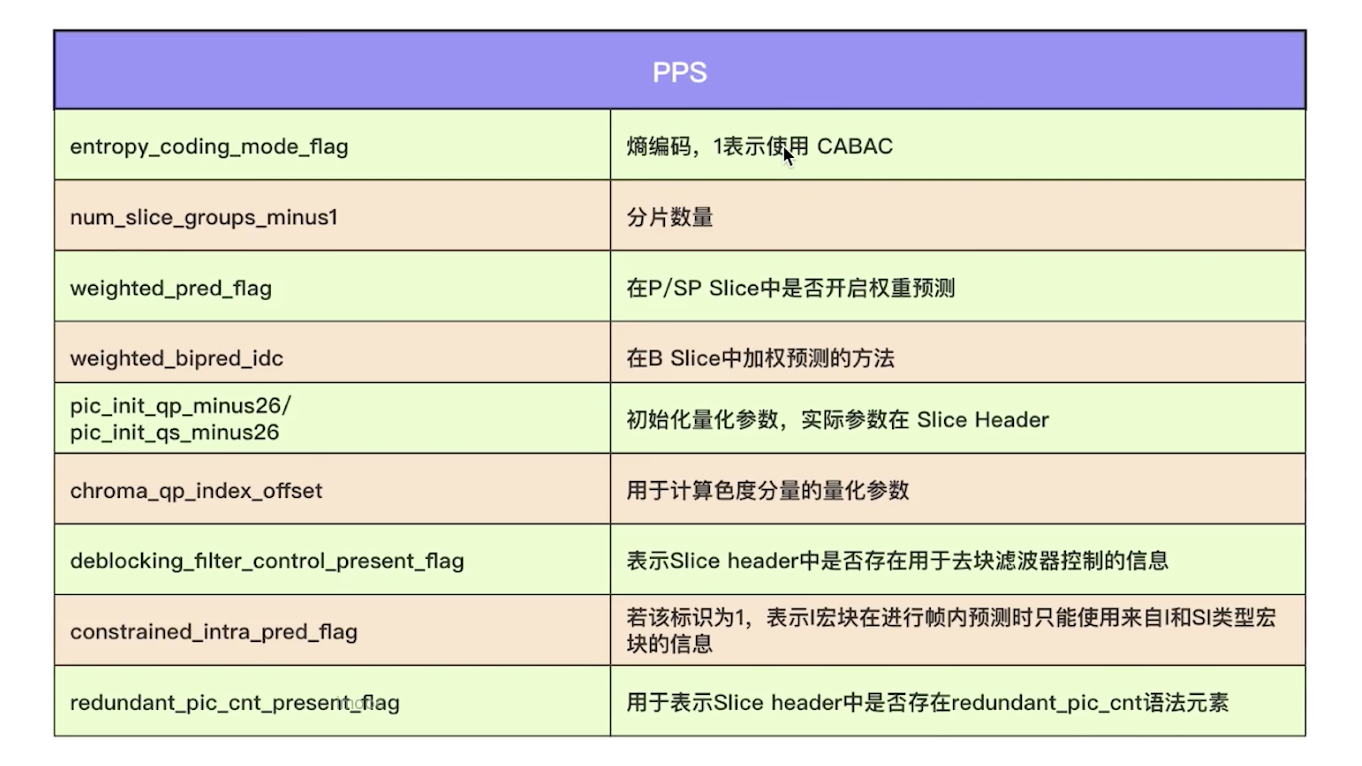 PPS
entropy_coding_mode_flag
熵编码，1表示使用 CABAC
num_slice_groups_minus1
分片数量
weighted_pred_flag
在P/SP Slice中是否开启权重预测
weighted_bipred_idc
在B Slice中加权预测的方法
pic_init_qp_minus26/
pic_init_qs_minus26
初始化量化参数，实际参数在 Slice Header
chroma_qp_index_offset
用于计算色度分量的量化参数
deblocking_filter_control_present_flag
表示Slice header中是否存在用于去块滤波器控制的信息
constrained_intra_pred_flag
若该标识为1，表示I宏块在进行帧内预测时只能使用来自I和SI类型宏
块的信息
redundant_pic_cnt_present_flag
用于表示Slice header中是否存在redundant_pic_cnt语法元素